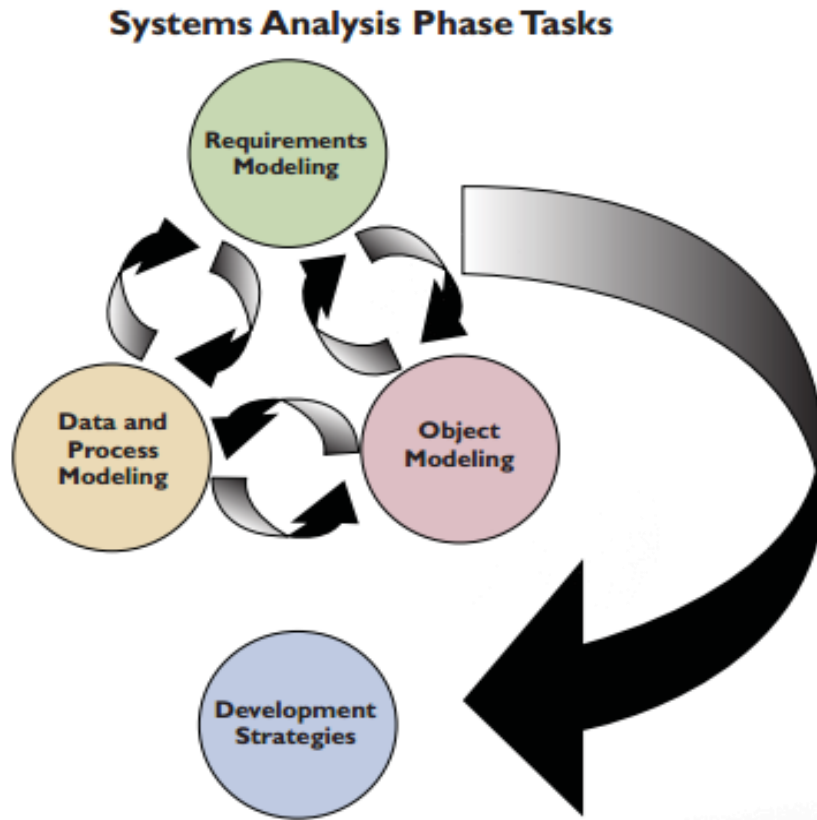 Systems Analysis Phase Tasks
Requirements
Modeling
Data and
Process
Modeling
Object
Modeling
Development
Strategies